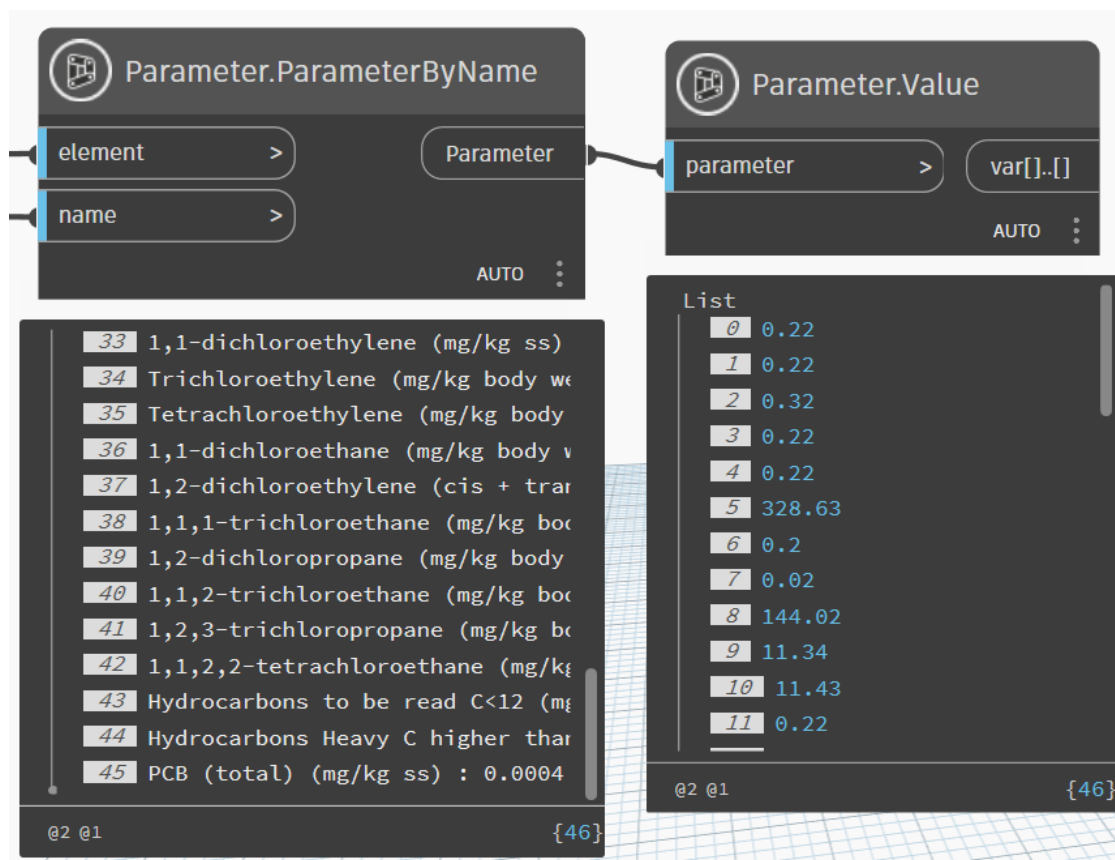 Parameter.ParameterByName
element >
Parameter
name >
AUTO
33 1,1-dichloroethylene (mg/kg ss)
34 Trichloroethylene (mg/kg body
35 Tetrachloroethylene (mg/kg body
36 1,1-dichloroethane (mg/kg body
37 1,2-dichloroethylene (cis +
38 1,1,1-trichloroethane (mg/kg
39 1,2-dichloropropane (mg/kg body
40 1,1,2-trichloroethane (mg/kg
41 1,2,3-trichloropropane (mg/kg
42 1,1,2,2-tetrachloroethane
43 Hydrocarbons to be read C<12
44 Hydrocarbons Heavy C higher
45 PCB (total) (mg/kg ss) : 0.0004
@2 @1
{46}
Parameter.Value
parameter >
var[]..[]
AUTO
List
0 0.22
1 0.22
2 0.32
3 0.22
4 0.22
5 328.63
6 0.2
7 0.02
8 144.02
9 11.34
10 11.43
11 0.22
@2 @1
{46}